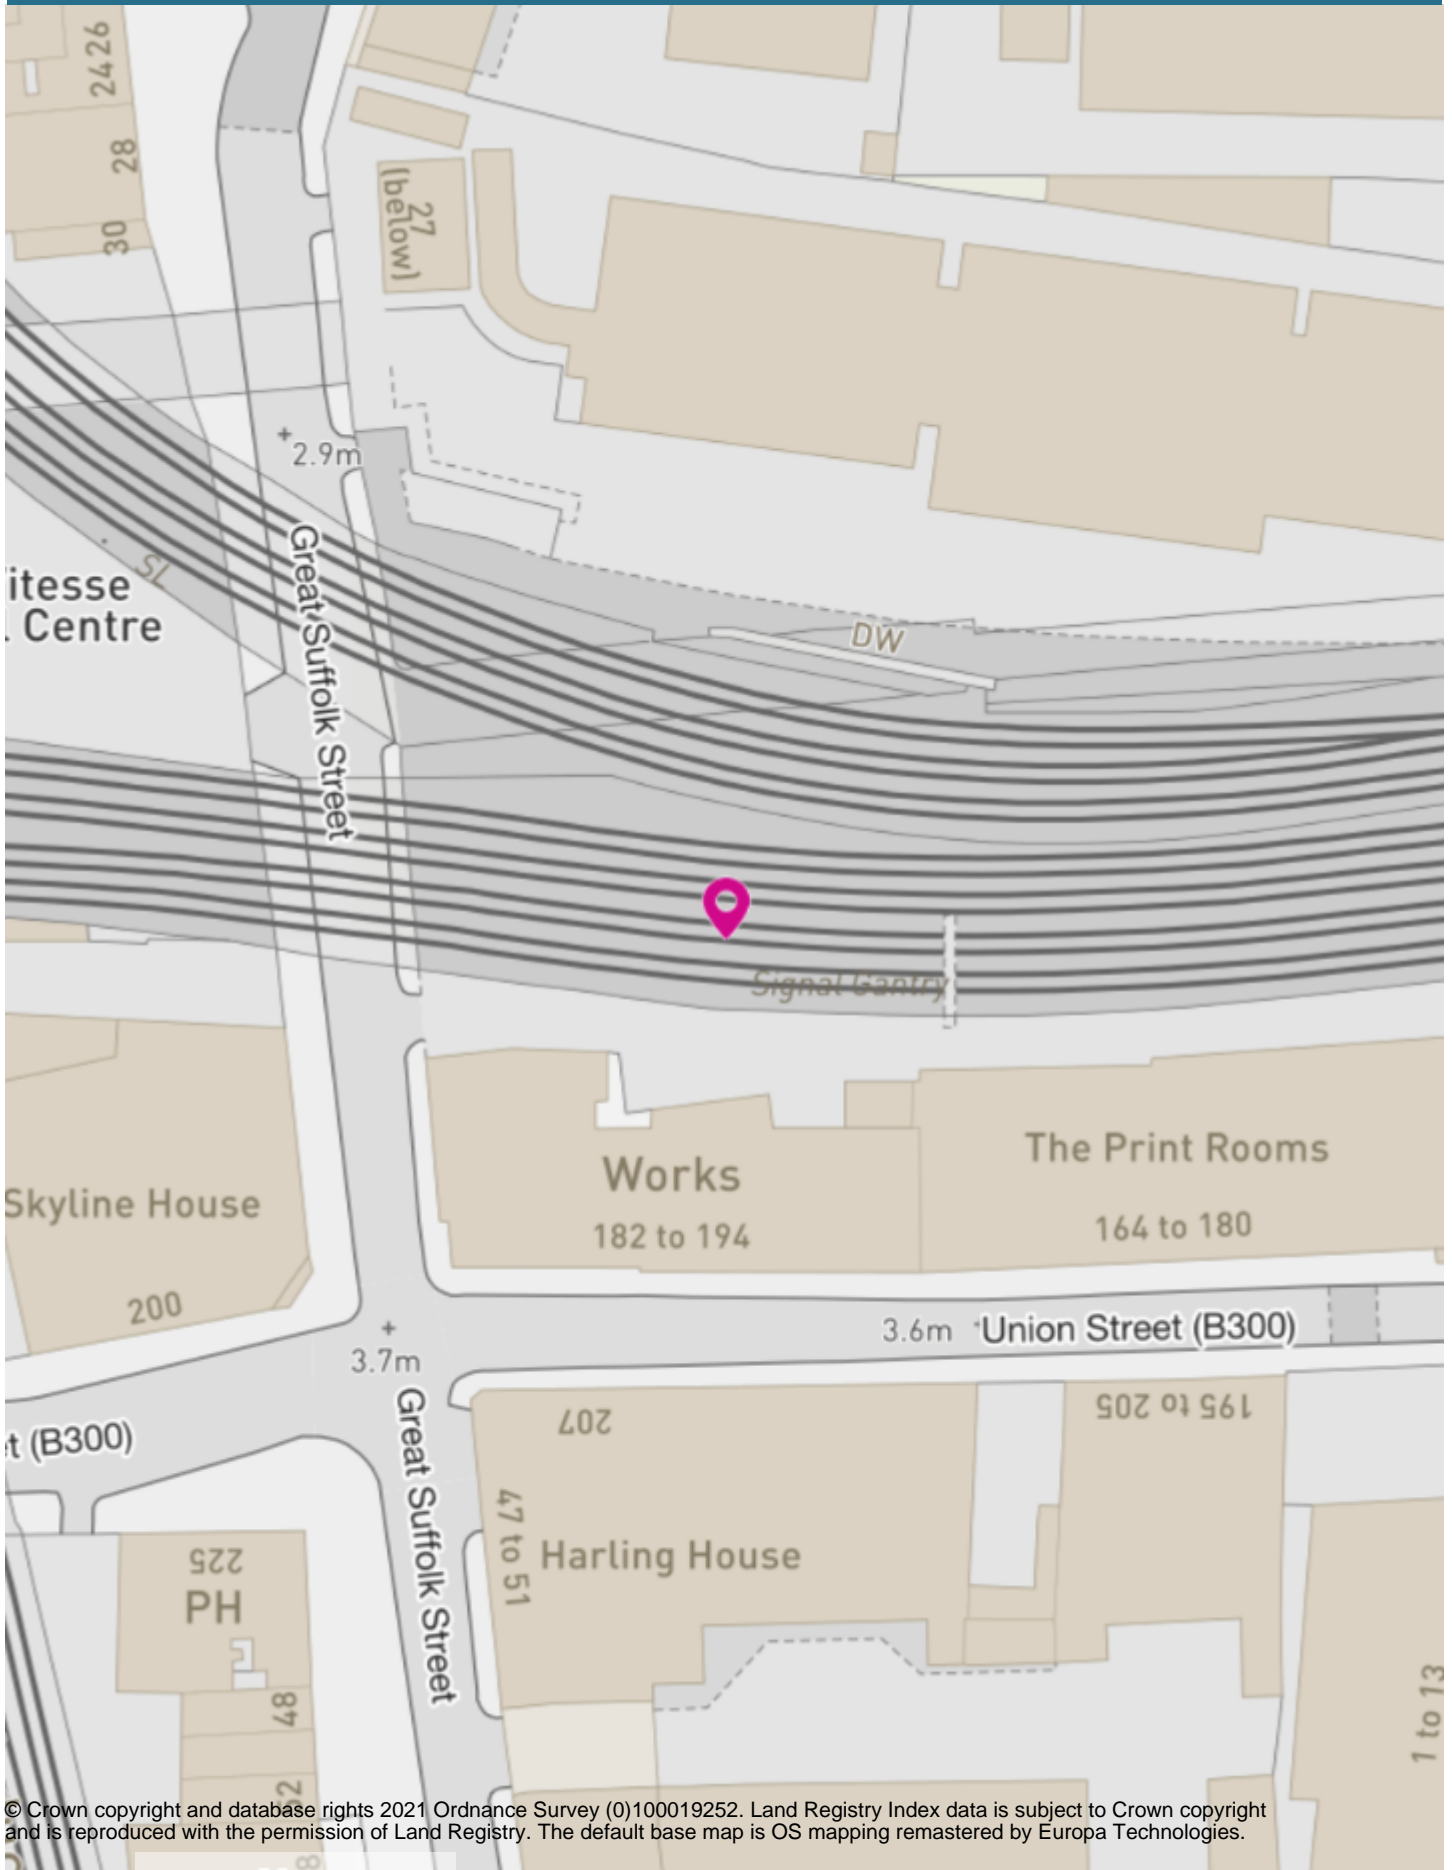 24 26
28
30
27
(below)
2.9m
SL
itesse
Centre
Great Suffolk Street
DW
Signal Gantry
Skyline House
200
Works
182 to 194
The Print Rooms
164 to 180
3.6m
Union Street (B300)
3.7m
t (B300)
207
195 to 205
Great Suffolk Street
47 to 51
Harling House
225
PH
48
52
1 to 13
© Crown copyright and database rights 2021 Ordnance Survey (0)100019252. Land Registry Index data is subject to Crown copyright
and is reproduced with the permission of Land Registry. The default base map is OS mapping remastered by Europa Technologies.